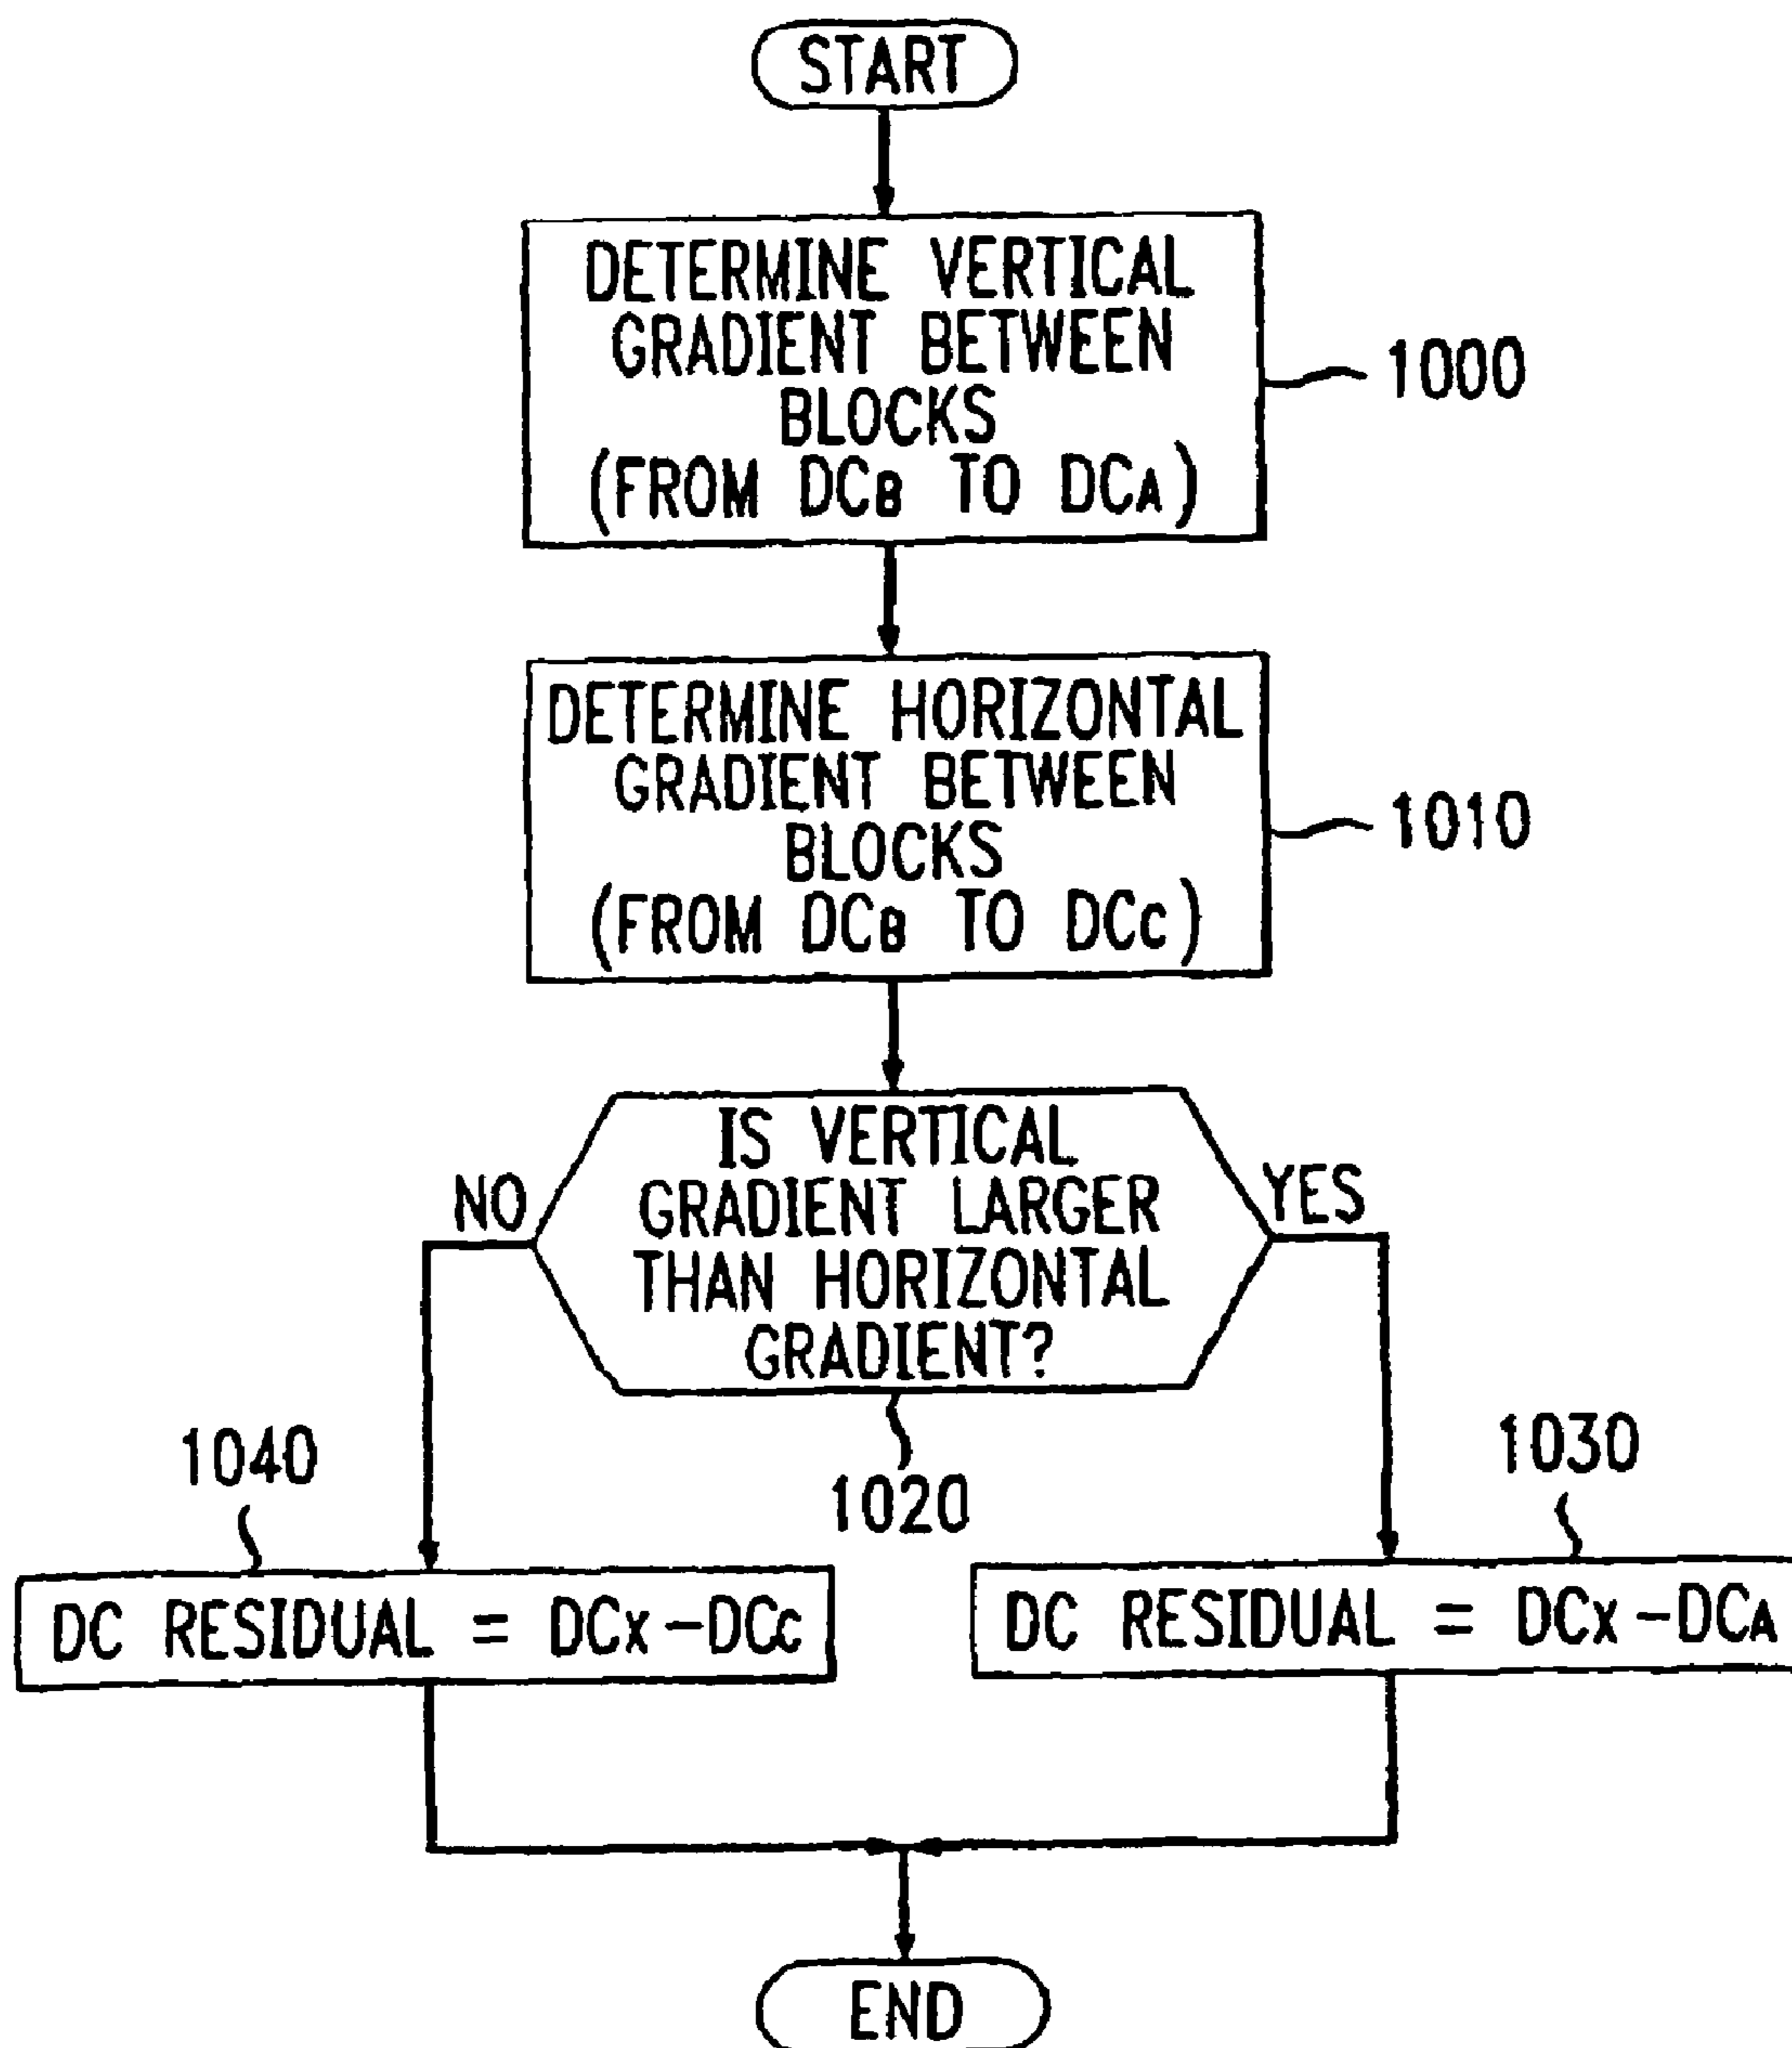 START
DETERMINE VERTICAL
GRADIENT BETWEEN
BLOCKS
(FROM DCB TO DCA)
1000
DETERMINE HORIZONTAL
GRADIENT BETWEEN
BLOCKS
(FROM DCB TO DCC)
1010
IS VERTICAL
GRADIENT LARGER
THAN HORIZONTAL
GRADIENT?
NO
YES
1020
1040
DC RESIDUAL = DCX-DCC
1030
DC RESIDUAL = DCX-DCA
END